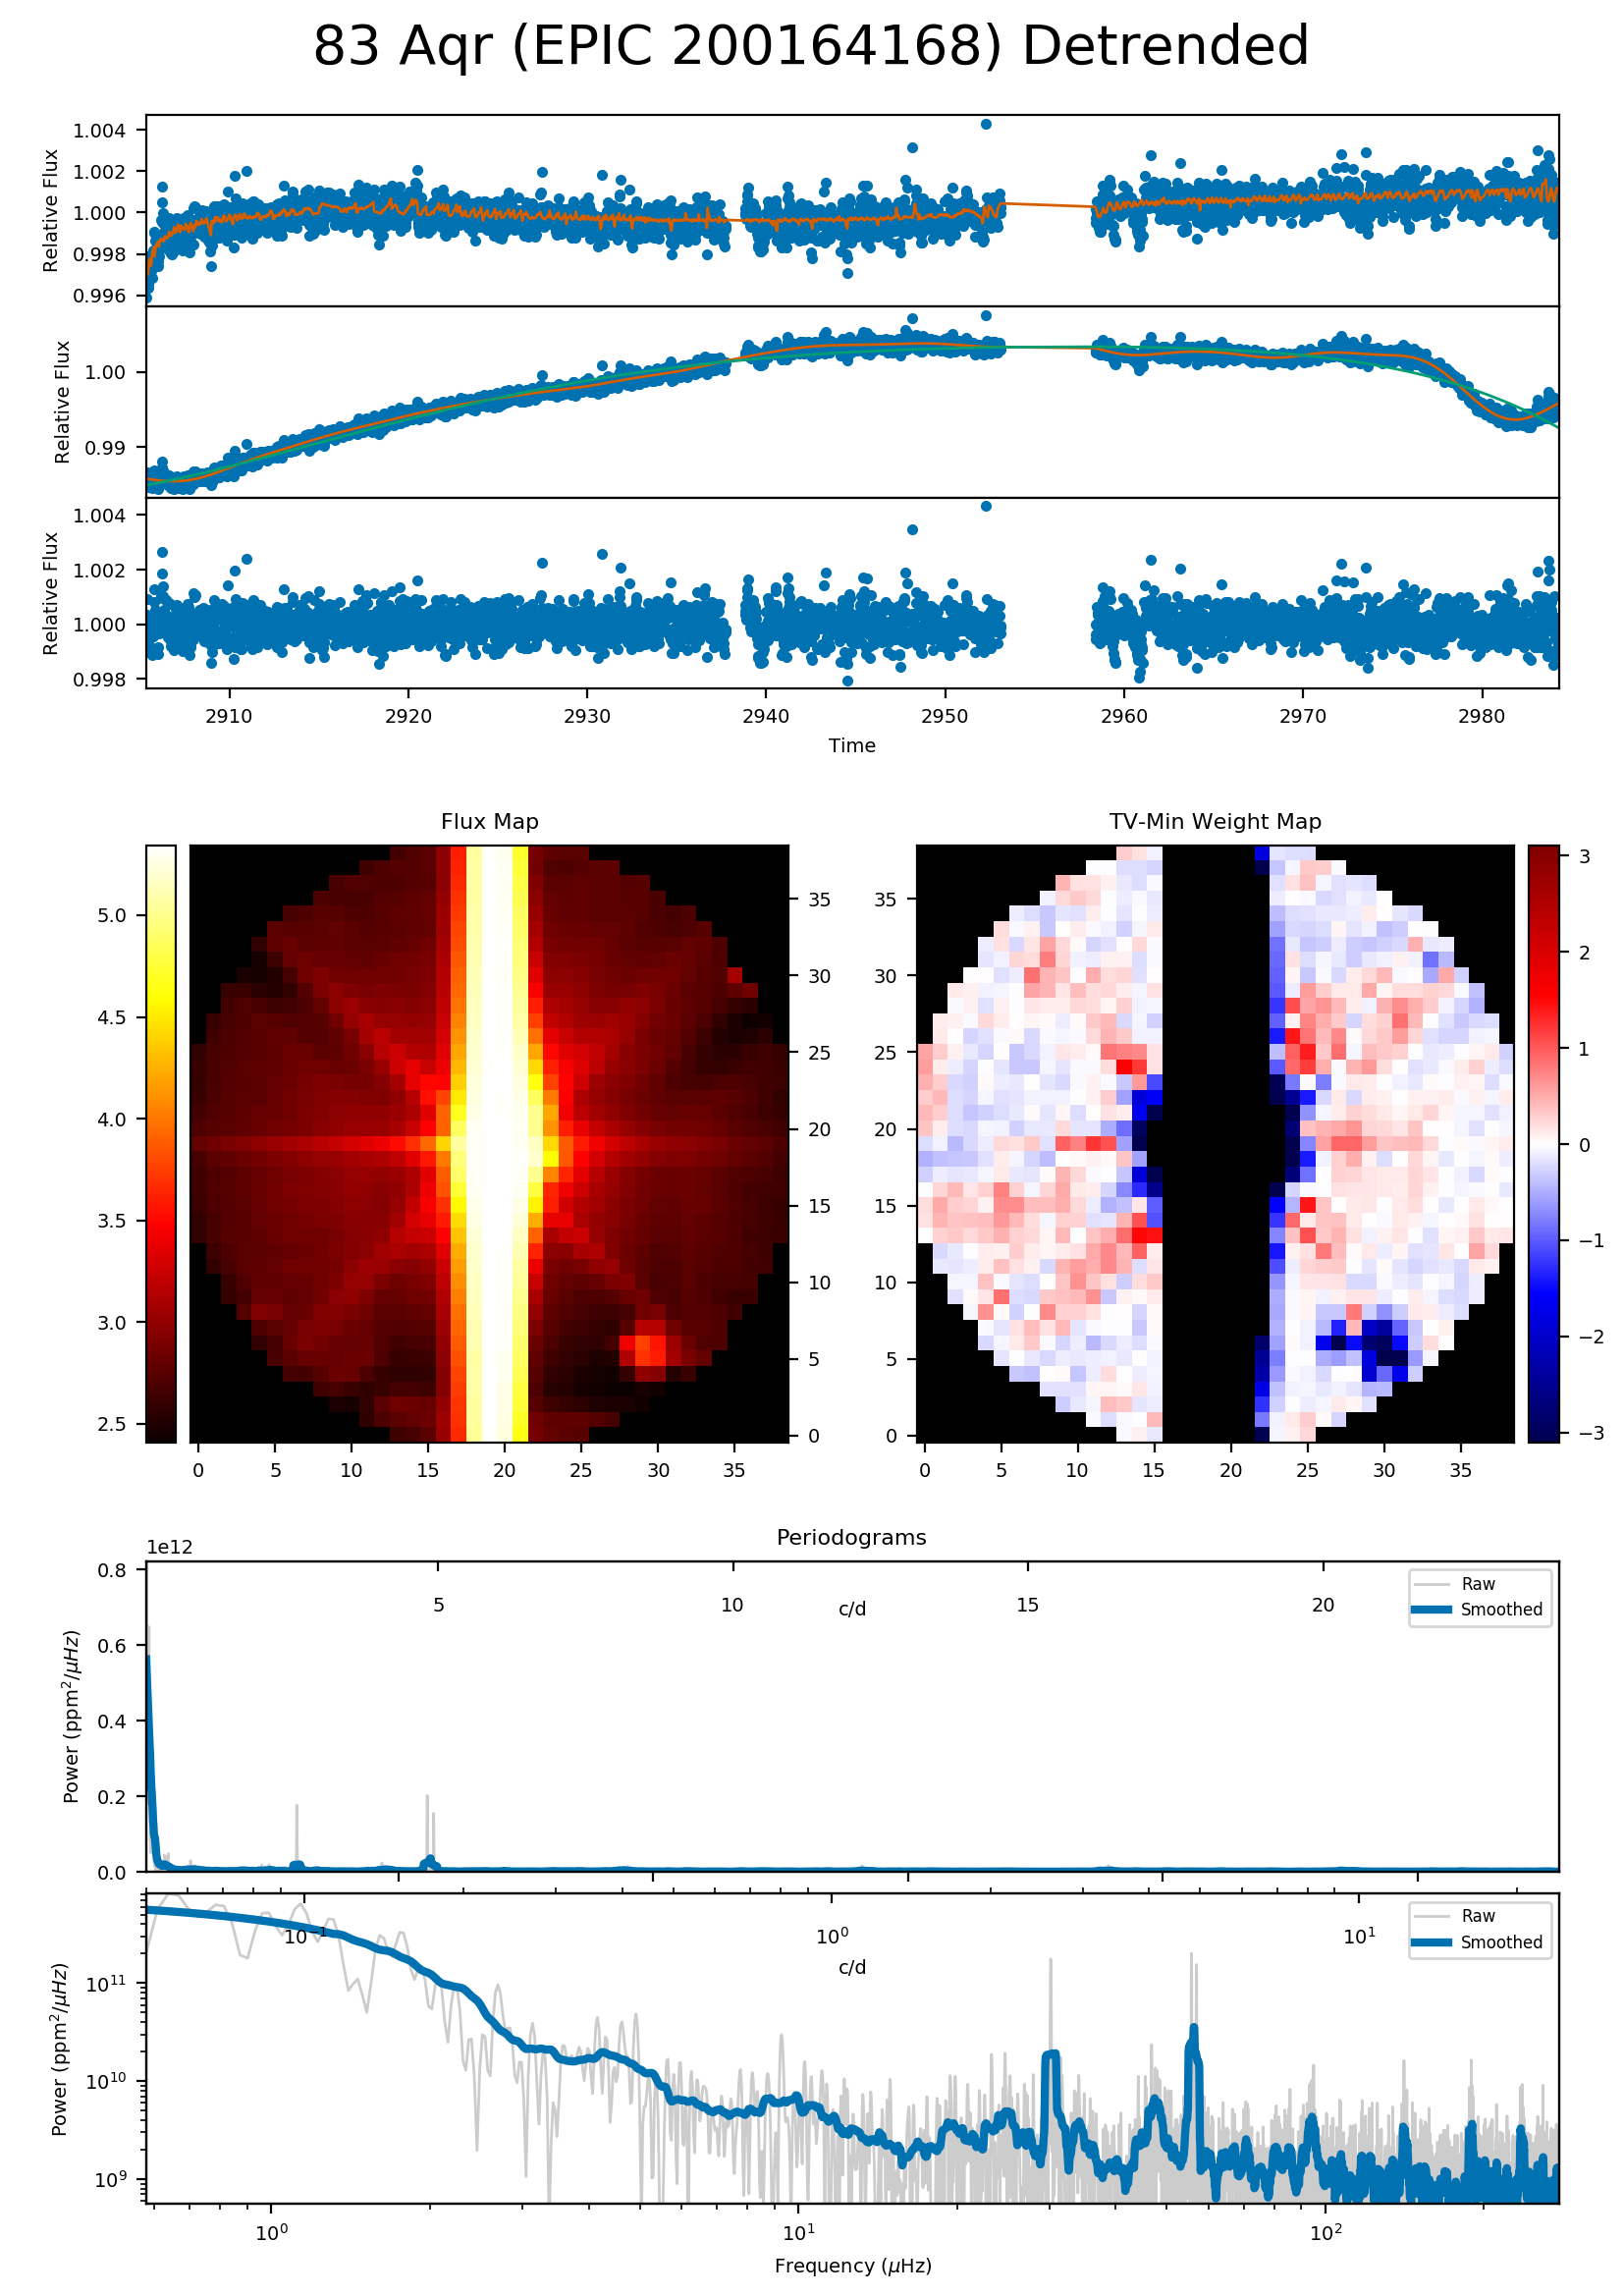 83 Aqr (EPIC 200164168) Detrended
1.004
1.002
1.000
0.998
0.996
Relative Flux
1.00
0.99
Relative Flux
1.004
1.002
1.000
0.998
Relative Flux
2910 2920 2930 2940 2950 2960 2970 2980
Time
Flux Map
5.0
4.5
4.0
3.5
3.0
2.5
35
30
25
20
15
10
5
0
0 5 10 15 20 25 30 35
TV-Min Weight Map
35
30
25
20
15
10
5
0
3
2
1
0
−1
−2
−3
0 5 10 15 20 25 30 35
Periodograms
1e12
0.8
0.6
0.4
0.2
0.0
Power (ppm²/μHz)
5 10 15 20
c/d
Raw
Smoothed
10⁻¹ 10⁰ 10¹
c/d
Raw
Smoothed
10¹¹
10¹⁰
10⁹
Power (ppm²/μHz)
10⁰ 10¹ 10²
Frequency (μHz)